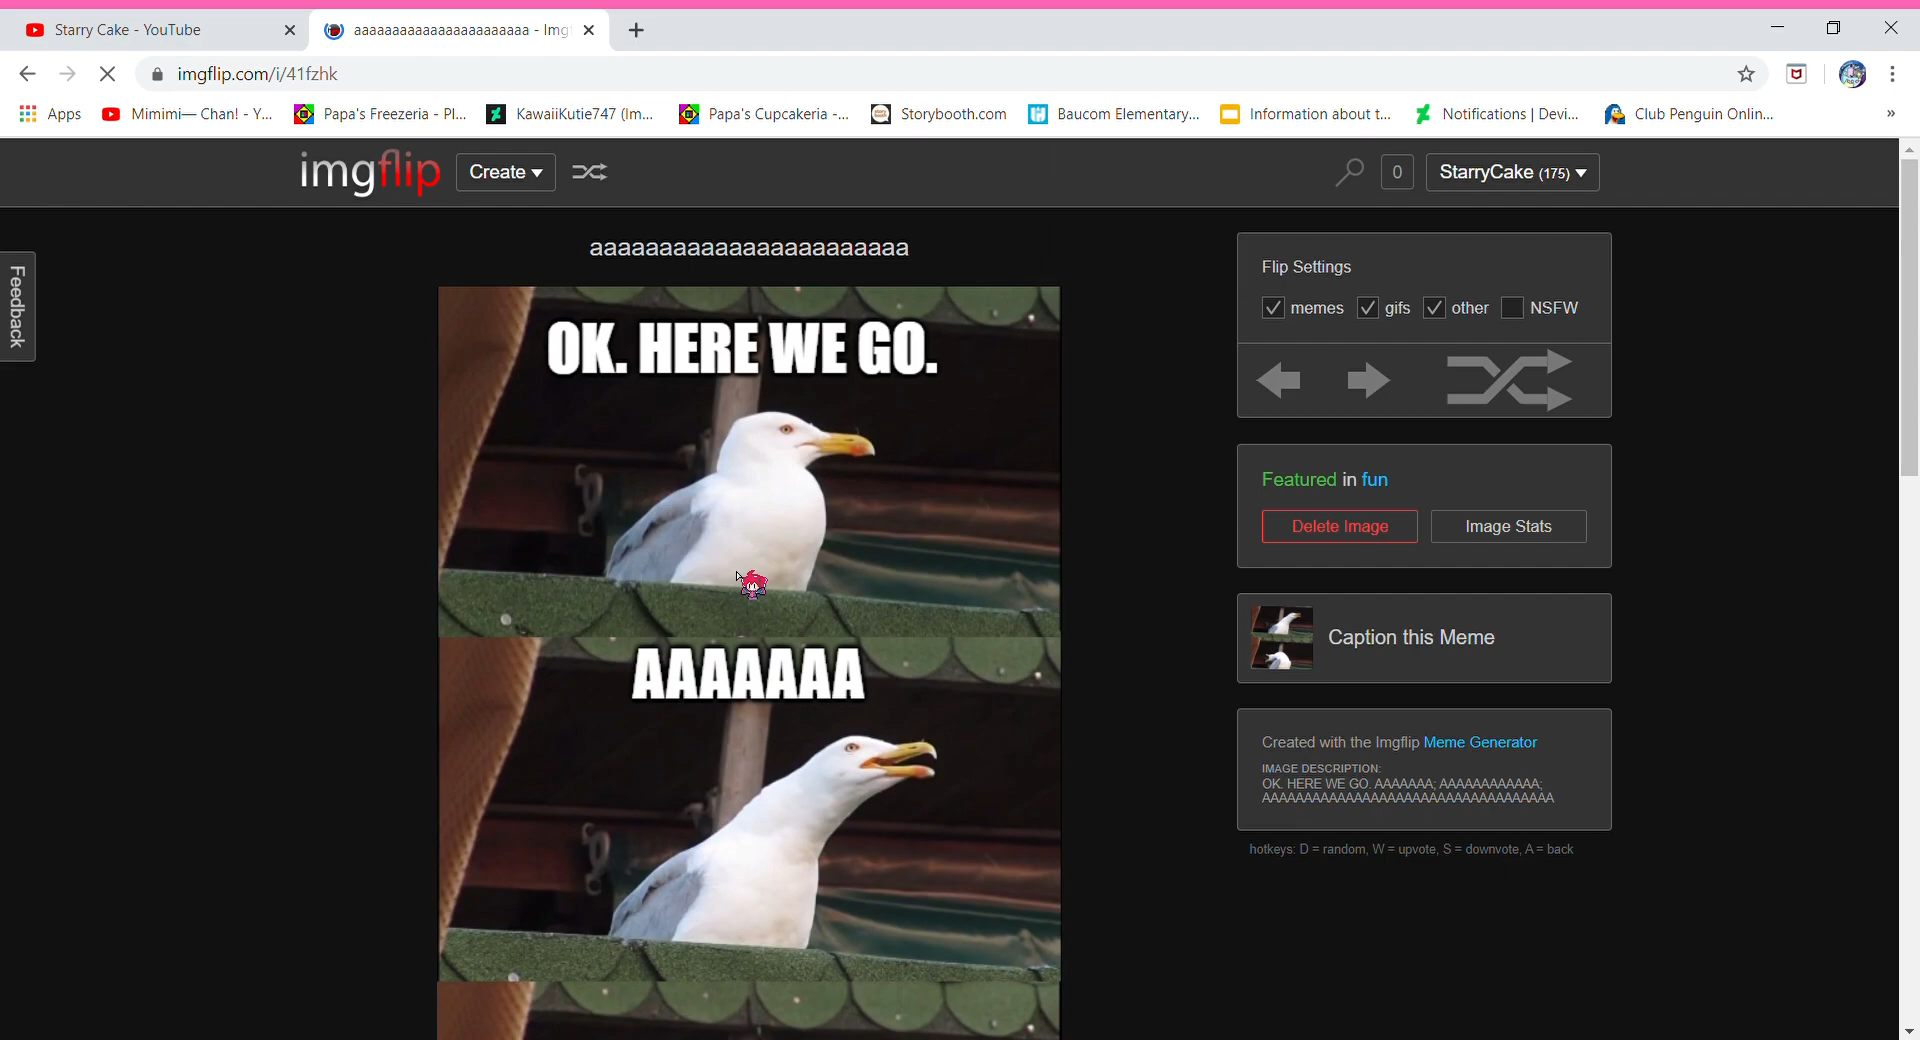 Starry Cake - YouTube
aaaaaaaaaaaaaaaaaaaaaaa - Img
imgflip.com/i/41fzhk
Apps
Mimimi— Chan! - Y...
Papa's Freezeria - Pl...
KawaiiKutie747 (Im...
Papa's Cupcakeria -...
Storybooth.com
Baucom Elementary...
Information about t...
Notifications | Devi...
Club Penguin Onlin...
»
imgflip
Create
0
StarryCake (175)
Feedback
aaaaaaaaaaaaaaaaaaaaaaa
OK. HERE WE GO.
AAAAAAA
Flip Settings
memes gifs other NSFW
Featured in fun
Delete Image
Image Stats
Caption this Meme
Created with the Imgflip Meme Generator
IMAGE DESCRIPTION:
OK. HERE WE GO. AAAAAAA; AAAAAAAAAAAA;
AAAAAAAAAAAAAAAAAAAAAAAAAAAAAAAAAAA
hotkeys: D = random, W = upvote, S = downvote, A = back